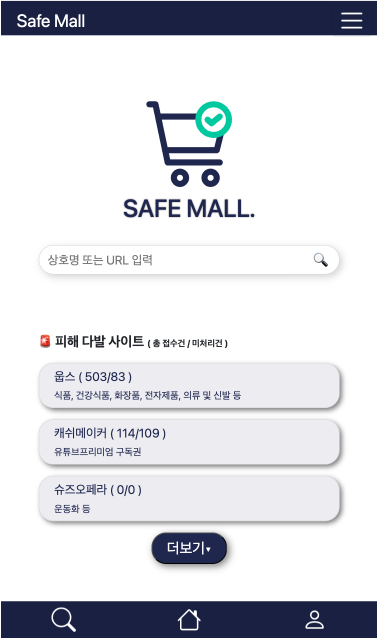 Safe Mall
SAFE MALL.
상호명 또는 URL 입력
피해 다발 사이트 ( 총 접수건 / 미처리건 )
웁스 ( 503/83 )
식품, 건강식품, 화장품, 전자제품, 의류 및 신발 등
캐쉬메이커 ( 114/109 )
유튜브프리미엄 구독권
슈즈오페라 ( 0/0 )
운동화 등
더보기▾